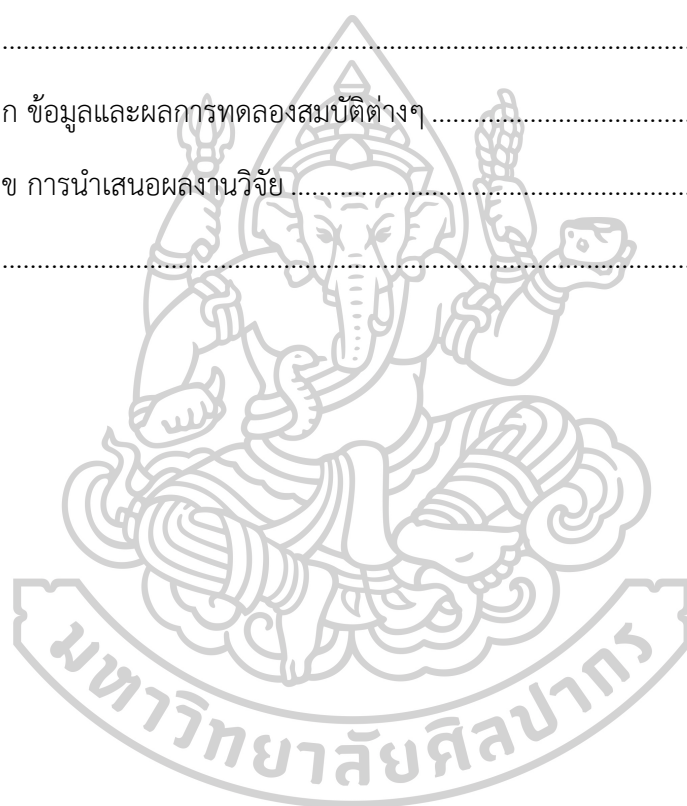 ........................................................................................................
ก ข้อมูลและผลการทดลองสมบัติต่างๆ ......................................
ข การนำเสนอผลงานวิจัย ..........................................................
........................................................................................................
มหาวิทยาลัยศิลปากร